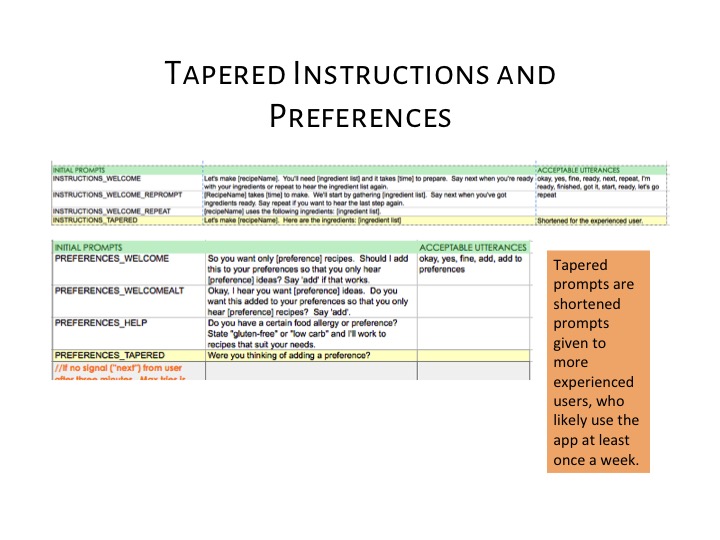 TAPERED INSTRUCTIONS AND
PREFERENCES
INITIAL PROMPTS ACCEPTABLE UTTERANCES
INSTRUCTIONS_WELCOME Let's make [recipeName]. You'll need [ingredient list] and it takes [time] to prepare. Say next when you're ready okay, yes, fine, ready, next, repeat, I'm
with your ingredients or repeat to hear the ingredient list again. ready, finished, got it, start, ready, let's go
INSTRUCTIONS_WELCOME_REPROMPT [Recipename] takes [time] to make. We'll start by gathering [ingredient list]. Say next when you've got repeat
ingredients ready. Say repeat if you want to hear the last step again.
INSTRUCTIONS_WELCOME_REPEAT [recipeName] uses the following ingredients: [ingredient list].
INSTRUCTIONS_TAPERED Let's make [recipeName]. Here are the ingredients: [ingredient list] Shortened for the experienced user.
INITIAL PROMPTS ACCEPTABLE UTTERANCES
PREFERENCES_WELCOME So you want only [preference] recipes. Should I add okay, yes, fine, add, add to
this to your preferences so that you only hear preferences
[preference] ideas? Say 'add' if that works.
PREFERENCES_WELCOMEALT Okay, I hear you want [preference] ideas. Do you
want this added to your preferences so that you only
hear [preference] recipes? Say 'add'.
PREFERENCES_HELP Do you have a certain food allergy or preference?
State "gluten-free" or "low carb" and I'll work to
recipes that suit your needs.
PREFERENCES_TAPERED Were you thinking of adding a preference?
//If no signal ("next") from user
after three minutes. Max tries is
Tapered
prompts are
shortened
prompts
given to
more
experienced
users, who
likely use the
app at least
once a week.